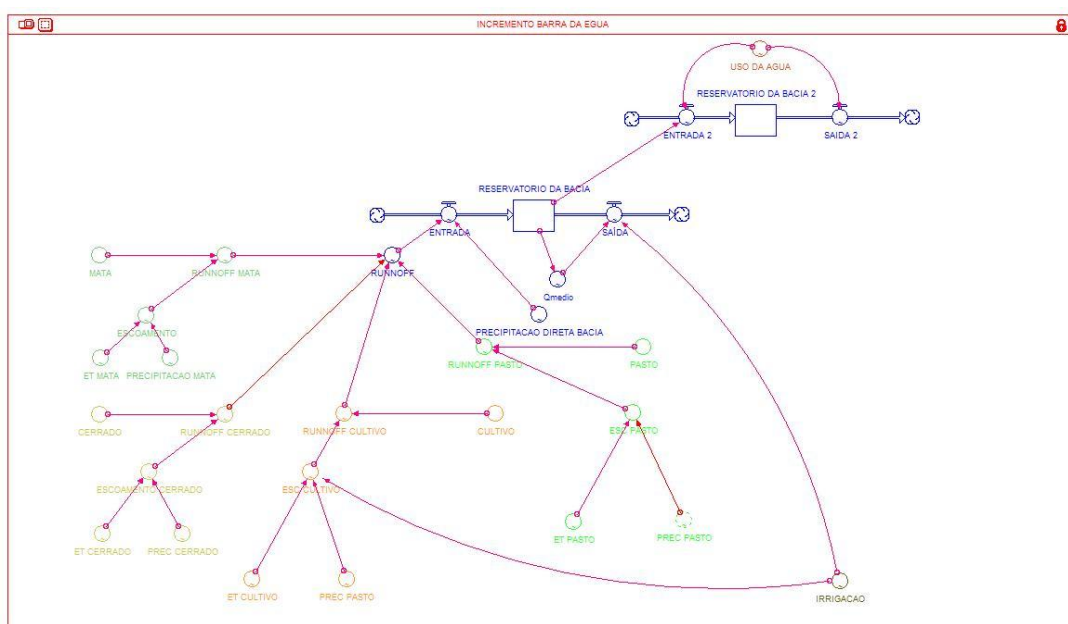 INCREMENTO BARRA DA EGUA
USO DA AGUA
RESERVATORIO DA BACIA 2
ENTRADA 2
SAIDA 2
RESERVATORIO DA BACIA
ENTRADA
SAÍDA
MATA
RUNNOFF MATA
RUNNOFF
Qmedio
ESCOAMENTO
PRECIPITACAO DIRETA BACIA
ET MATA
PRECIPITACAO MATA
RUNNOFF PASTO
PASTO
CERRADO
RUNNOFF CERRADO
RUNNOFF CULTIVO
CULTIVO
ESC PASTO
ESCOAMENTO CERRADO
ESC CULTIVO
ET CERRADO
PREC CERRADO
ET PASTO
PREC PASTO
ET CULTIVO
PREC PASTO
IRRIGACAO